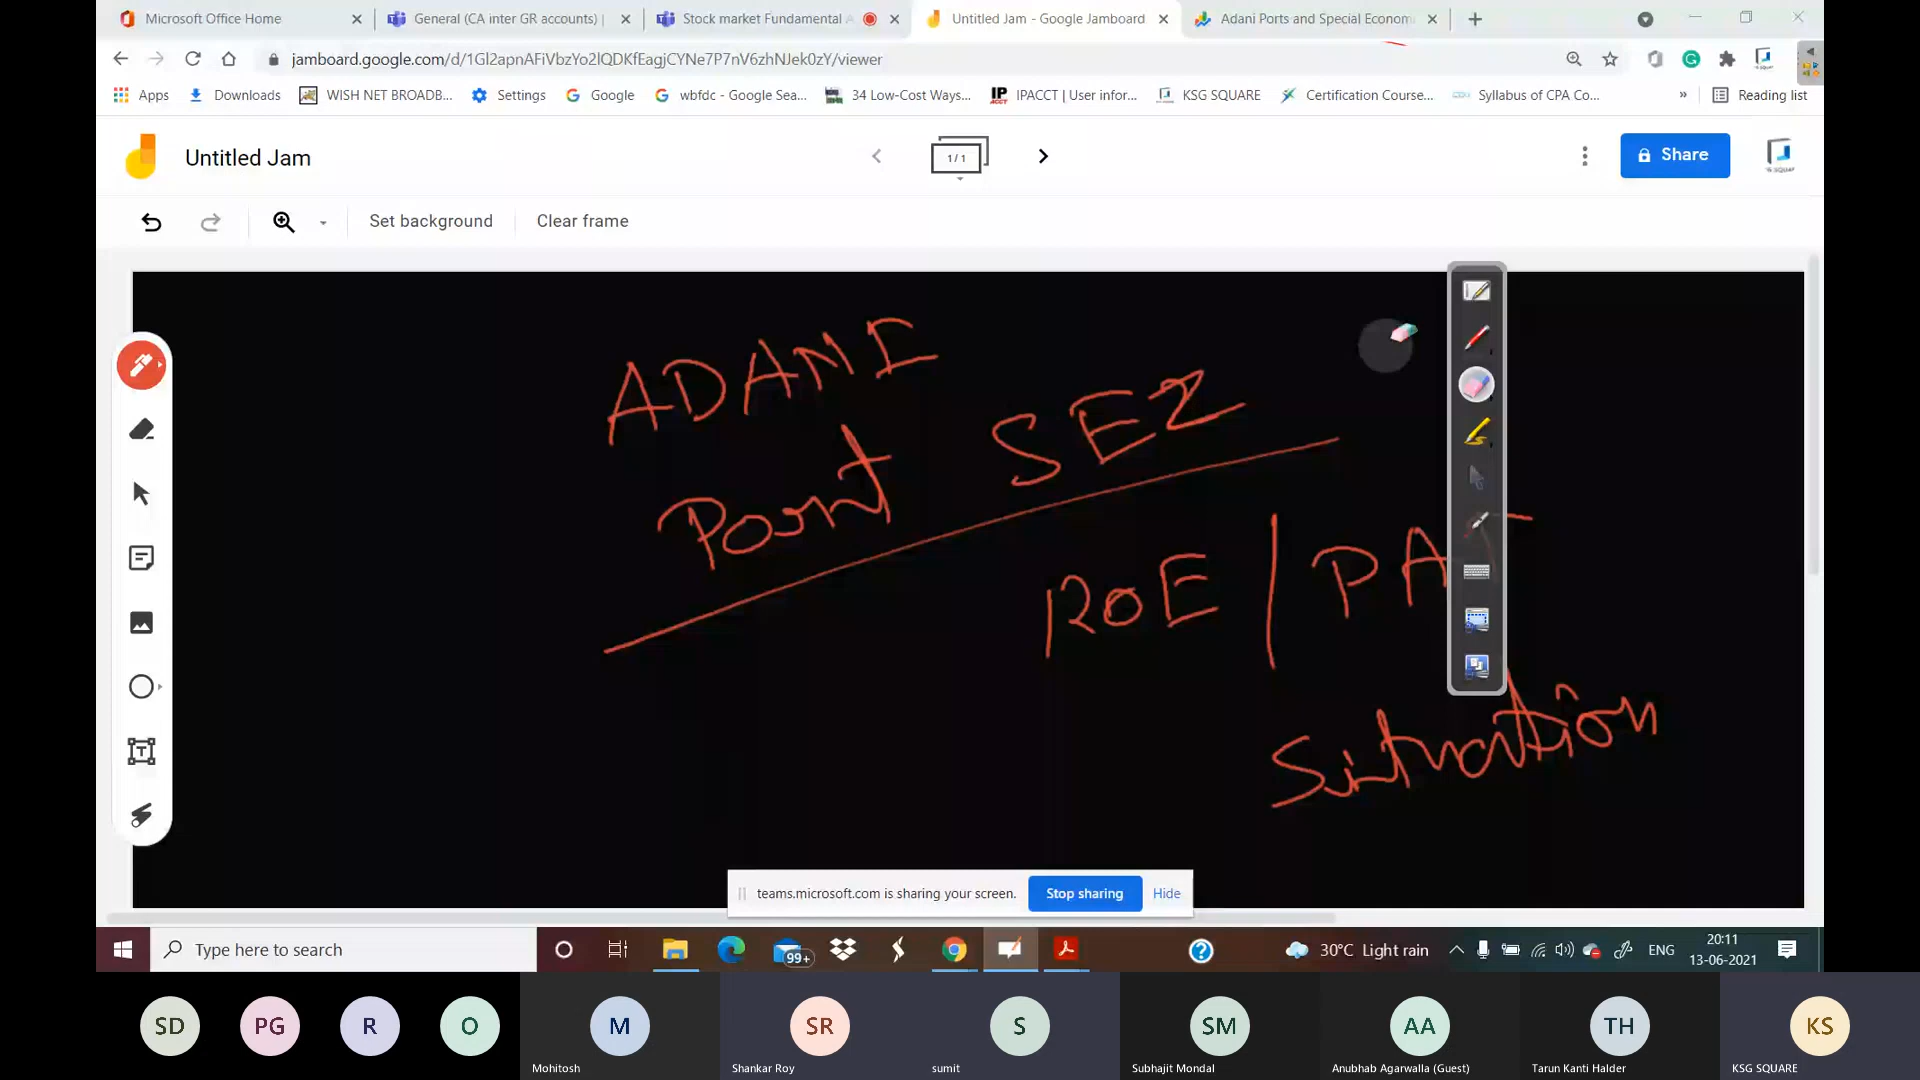 Microsoft Office Home
General (CA inter GR accounts) |
Stock market Fundamental A
Untitled Jam - Google Jamboard
Adani Ports and Special Econom
jamboard.google.com/d/1Gl2apnAFiVbzYo2lQDKfEagjCYNe7P7nV6zhNJek0zY/viewer
Apps
Downloads
WISH NET BROADB...
Settings
Google
wbfdc - Google Sea...
34 Low-Cost Ways...
IPACCT | User infor...
KSG SQUARE
Certification Course...
Syllabus of CPA Co...
»
Reading list
Untitled Jam
1 / 1
Share
Set background
Clear frame
ADANI
Port SEZ
ROE / PAT
Situation
teams.microsoft.com is sharing your screen.
Stop sharing
Hide
Type here to search
99+
30°C Light rain
ENG
20:11
13-06-2021
SD
PG
R
O
M
SR
S
SM
AA
TH
KS
Mohitosh
Shankar Roy
sumit
Subhajit Mondal
Anubhab Agarwalla (Guest)
Tarun Kanti Halder
KSG SQUARE